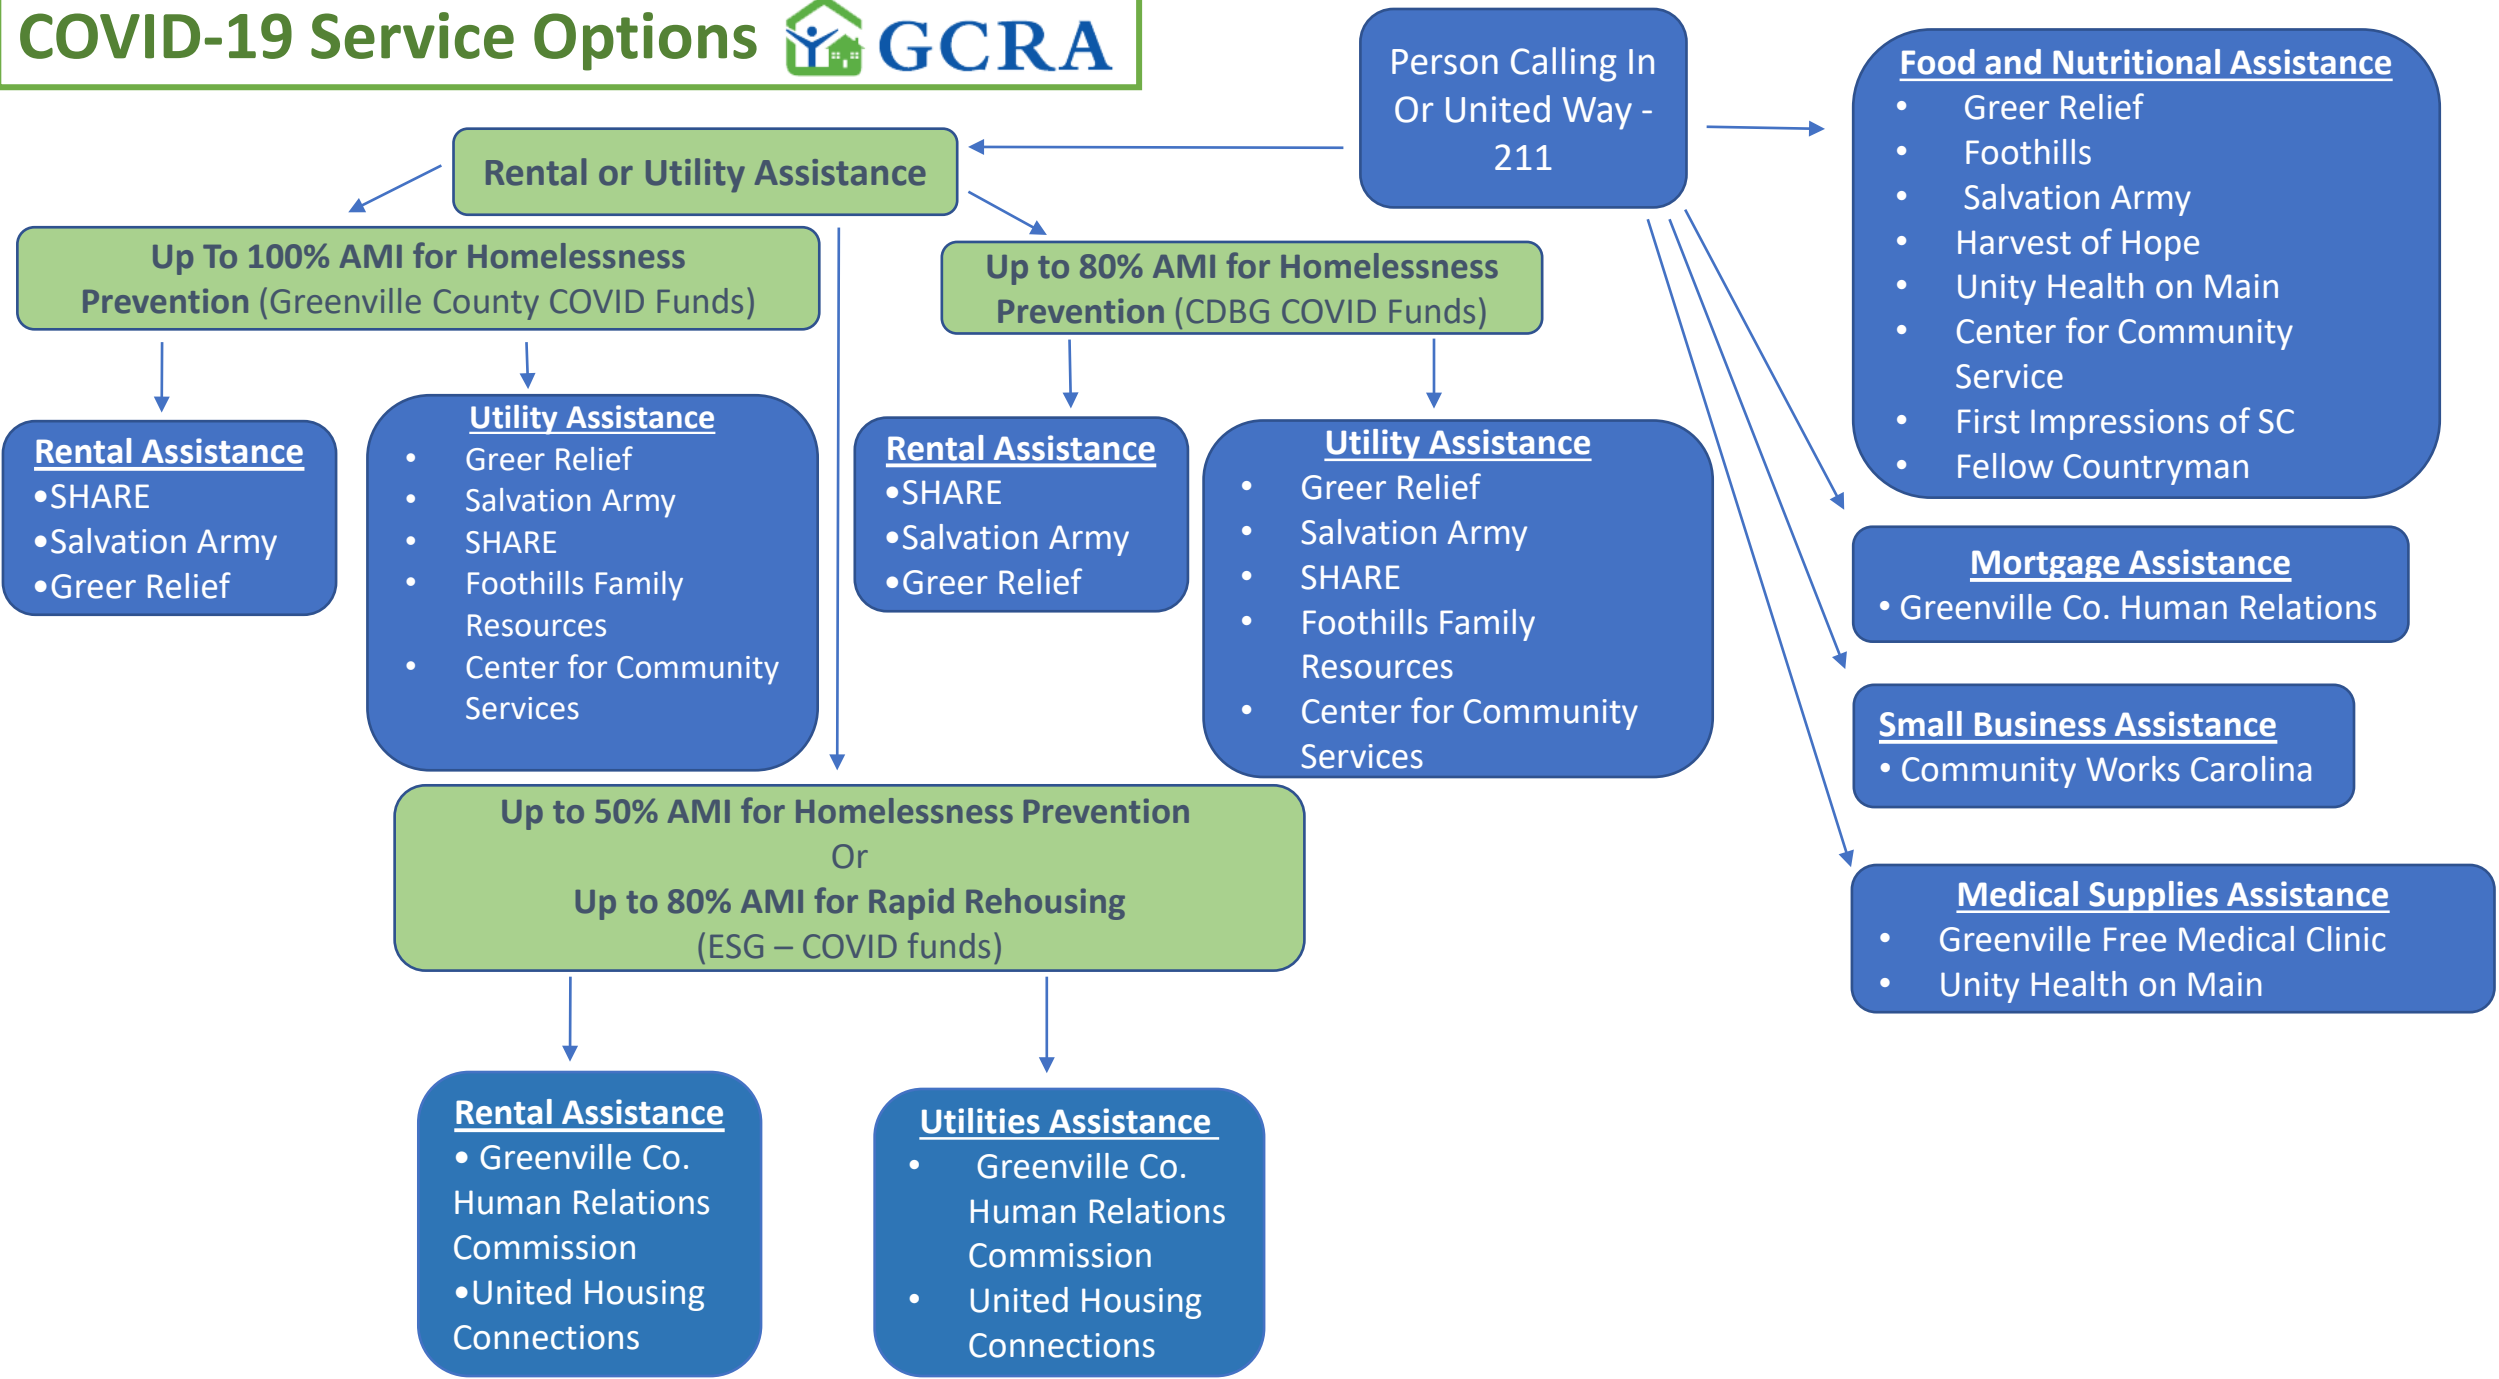 COVID-19 Service Options
GCRA
Person Calling In
Or United Way -
211
Rental or Utility Assistance
Up To 100% AMI for Homelessness
Prevention (Greenville County COVID Funds)
Up to 80% AMI for Homelessness
Prevention (CDBG COVID Funds)
Rental Assistance
•SHARE
•Salvation Army
•Greer Relief
Utility Assistance
• Greer Relief
• Salvation Army
• SHARE
• Foothills Family
Resources
• Center for Community
Services
Rental Assistance
•SHARE
•Salvation Army
•Greer Relief
Utility Assistance
• Greer Relief
• Salvation Army
• SHARE
• Foothills Family
Resources
• Center for Community
Services
Up to 50% AMI for Homelessness Prevention
Or
Up to 80% AMI for Rapid Rehousing
(ESG – COVID funds)
Rental Assistance
• Greenville Co.
Human Relations
Commission
•United Housing
Connections
Utilities Assistance
• Greenville Co.
Human Relations
Commission
• United Housing
Connections
Food and Nutritional Assistance
• Greer Relief
• Foothills
• Salvation Army
• Harvest of Hope
• Unity Health on Main
• Center for Community
Service
• First Impressions of SC
• Fellow Countryman
Mortgage Assistance
• Greenville Co. Human Relations
Small Business Assistance
• Community Works Carolina
Medical Supplies Assistance
• Greenville Free Medical Clinic
• Unity Health on Main